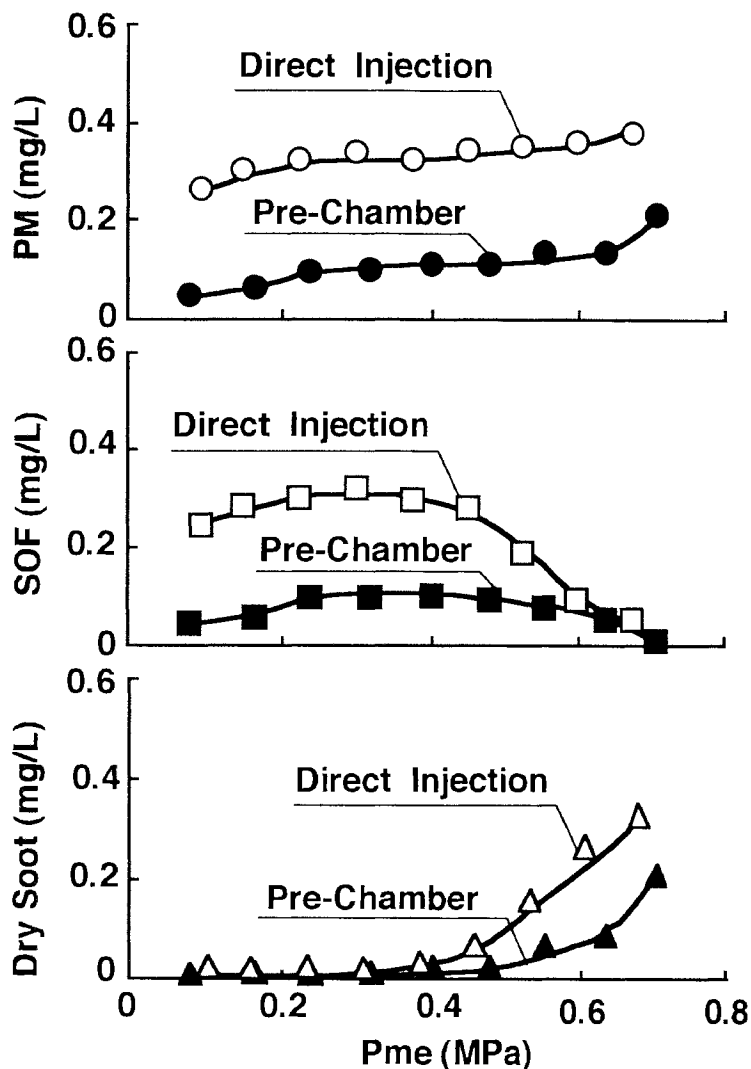 0.6
Direct Injection
0.4
PM (mg/L)
Pre-Chamber
0.2
0
0.6
Direct Injection
0.4
SOF (mg/L)
0.2
Pre-Chamber
0
0.6
Direct Injection
0.4
Dry Soot (mg/L)
0.2
Pre-Chamber
0
0 0.2 0.4 0.6 0.8
Pme (MPa)